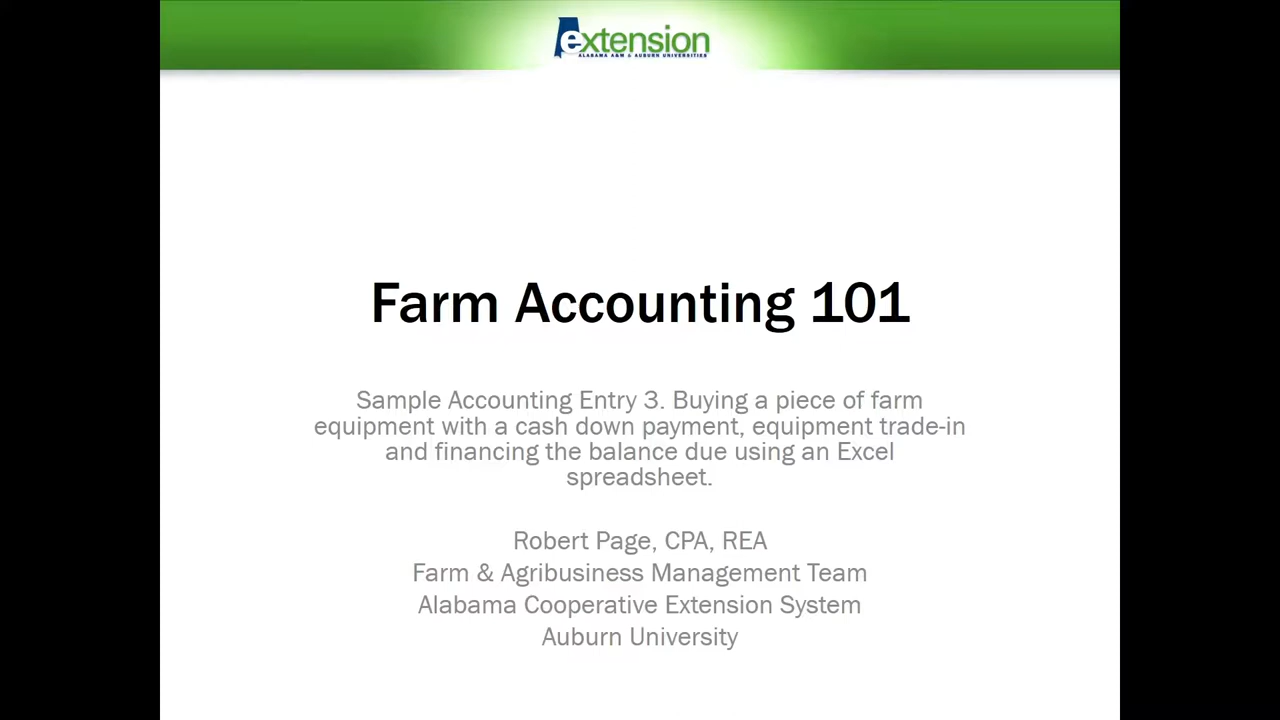 extension
ALABAMA A&M & AUBURN UNIVERSITIES
Farm Accounting 101
Sample Accounting Entry 3. Buying a piece of farm
equipment with a cash down payment, equipment trade-in
and financing the balance due using an Excel
spreadsheet.
Robert Page, CPA, REA
Farm & Agribusiness Management Team
Alabama Cooperative Extension System
Auburn University